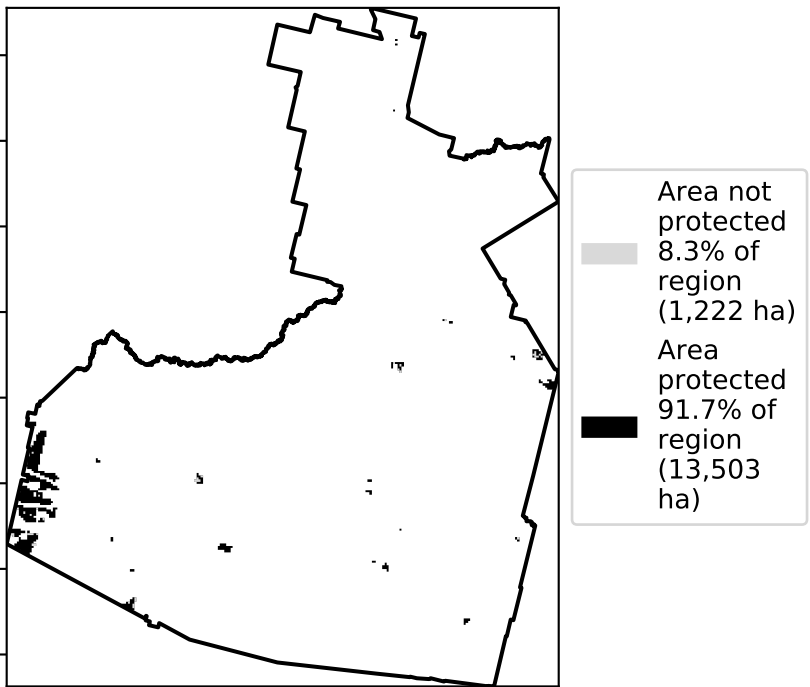 Area not
protected
8.3% of
region
(1,222 ha)
Area
protected
91.7% of
region
(13,503
ha)